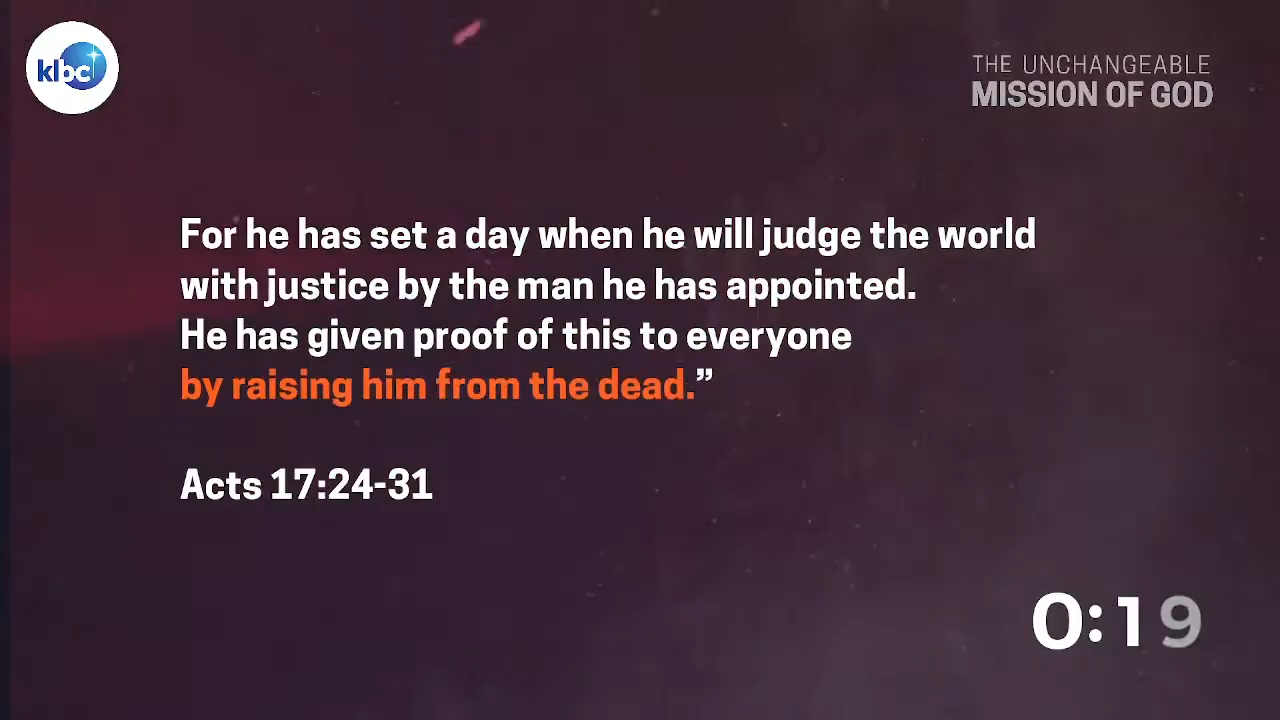 klbc
THE UNCHANGEABLE
MISSION OF GOD
For he has set a day when he will judge the world
with justice by the man he has appointed.
He has given proof of this to everyone
by raising him from the dead.”
Acts 17:24-31
0:19